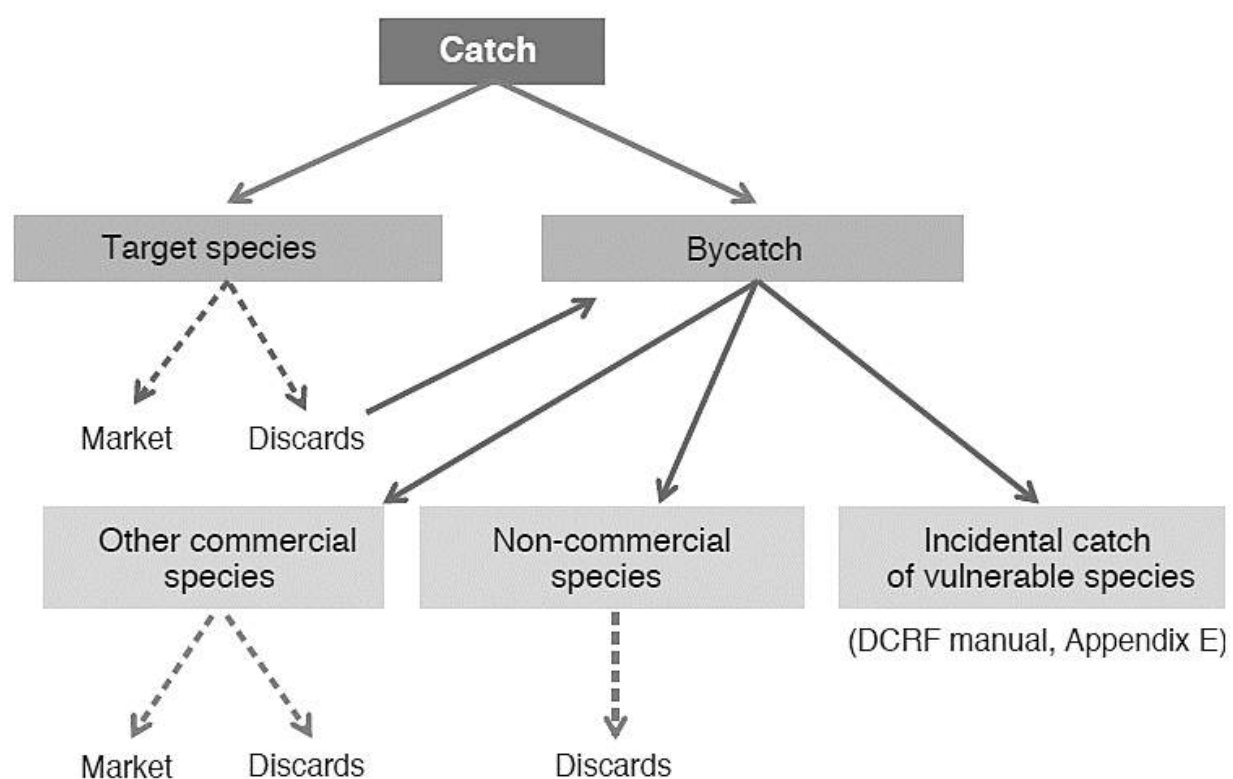 Catch
Target species
Bycatch
Market
Discards
Other commercial
species
Non-commercial
species
Incidental catch
of vulnerable species
(DCRF manual, Appendix E)
Market
Discards
Discards